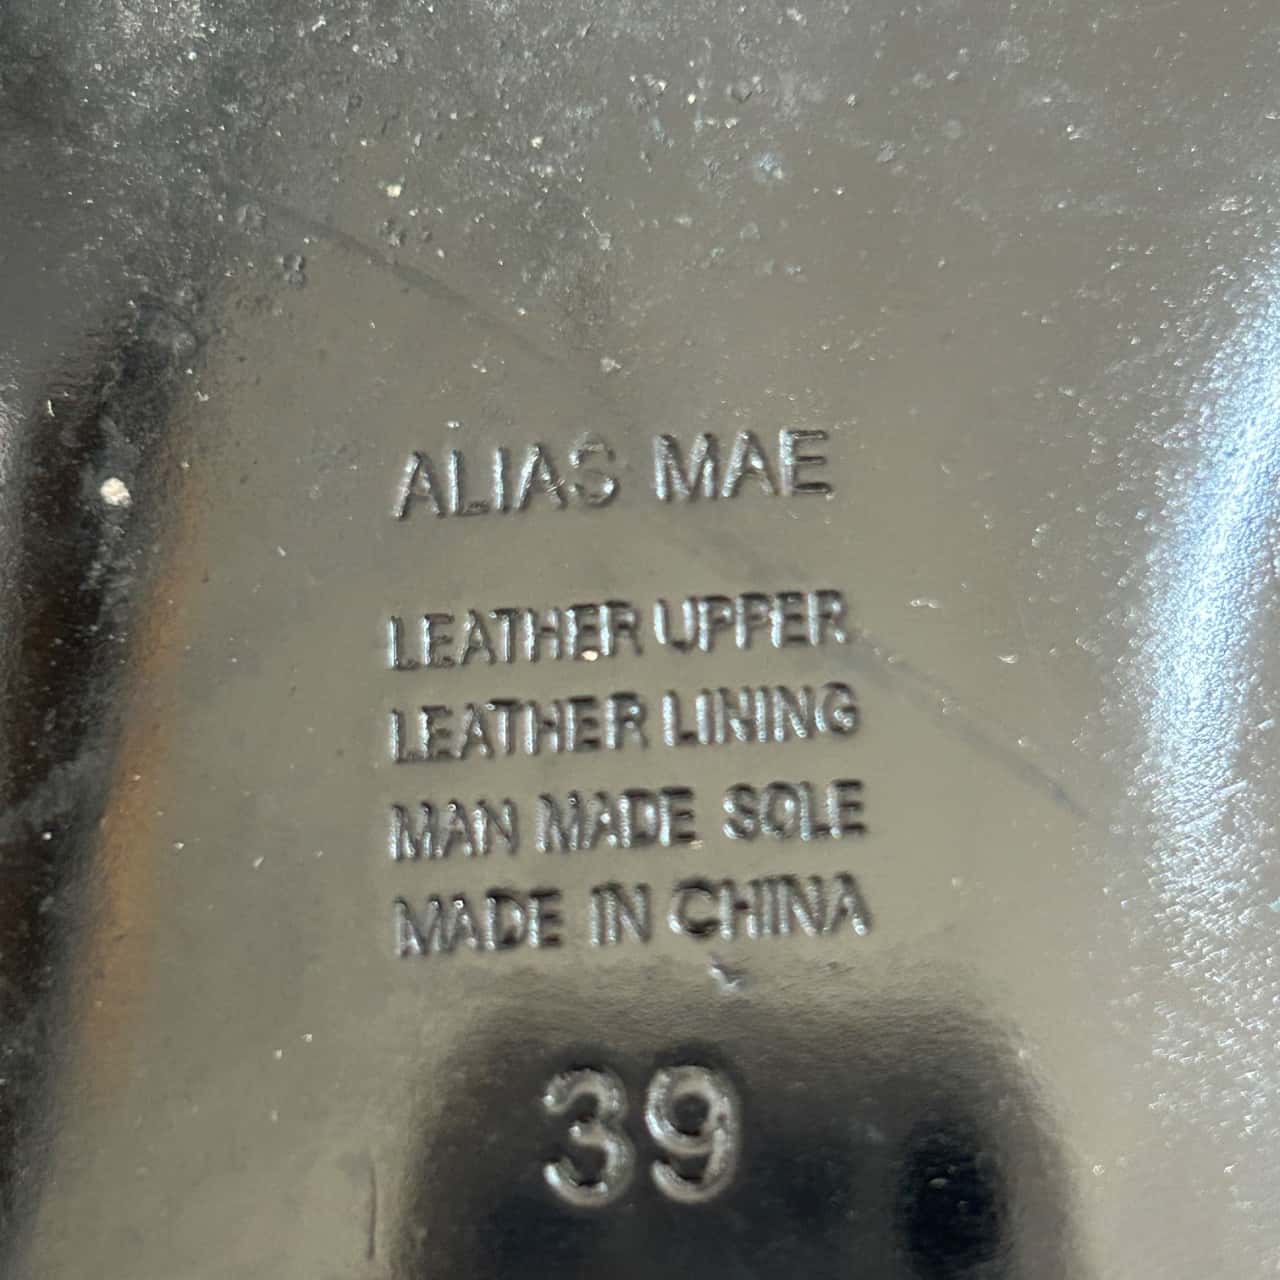 ALIAS MAE
LEATHER UPPER
LEATHER LINING
MAN MADE SOLE
MADE IN CHINA
39